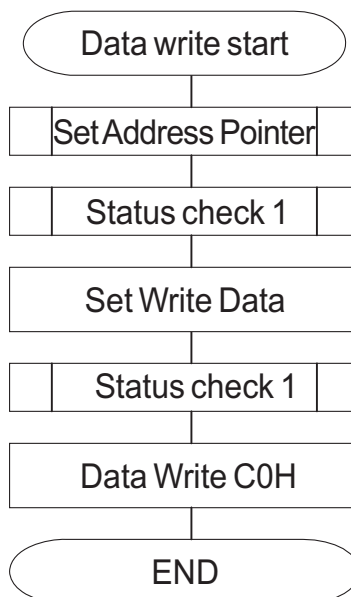 Data write start
Set Address Pointer
Status check 1
Set Write Data
Status check 1
Data Write C0H
END